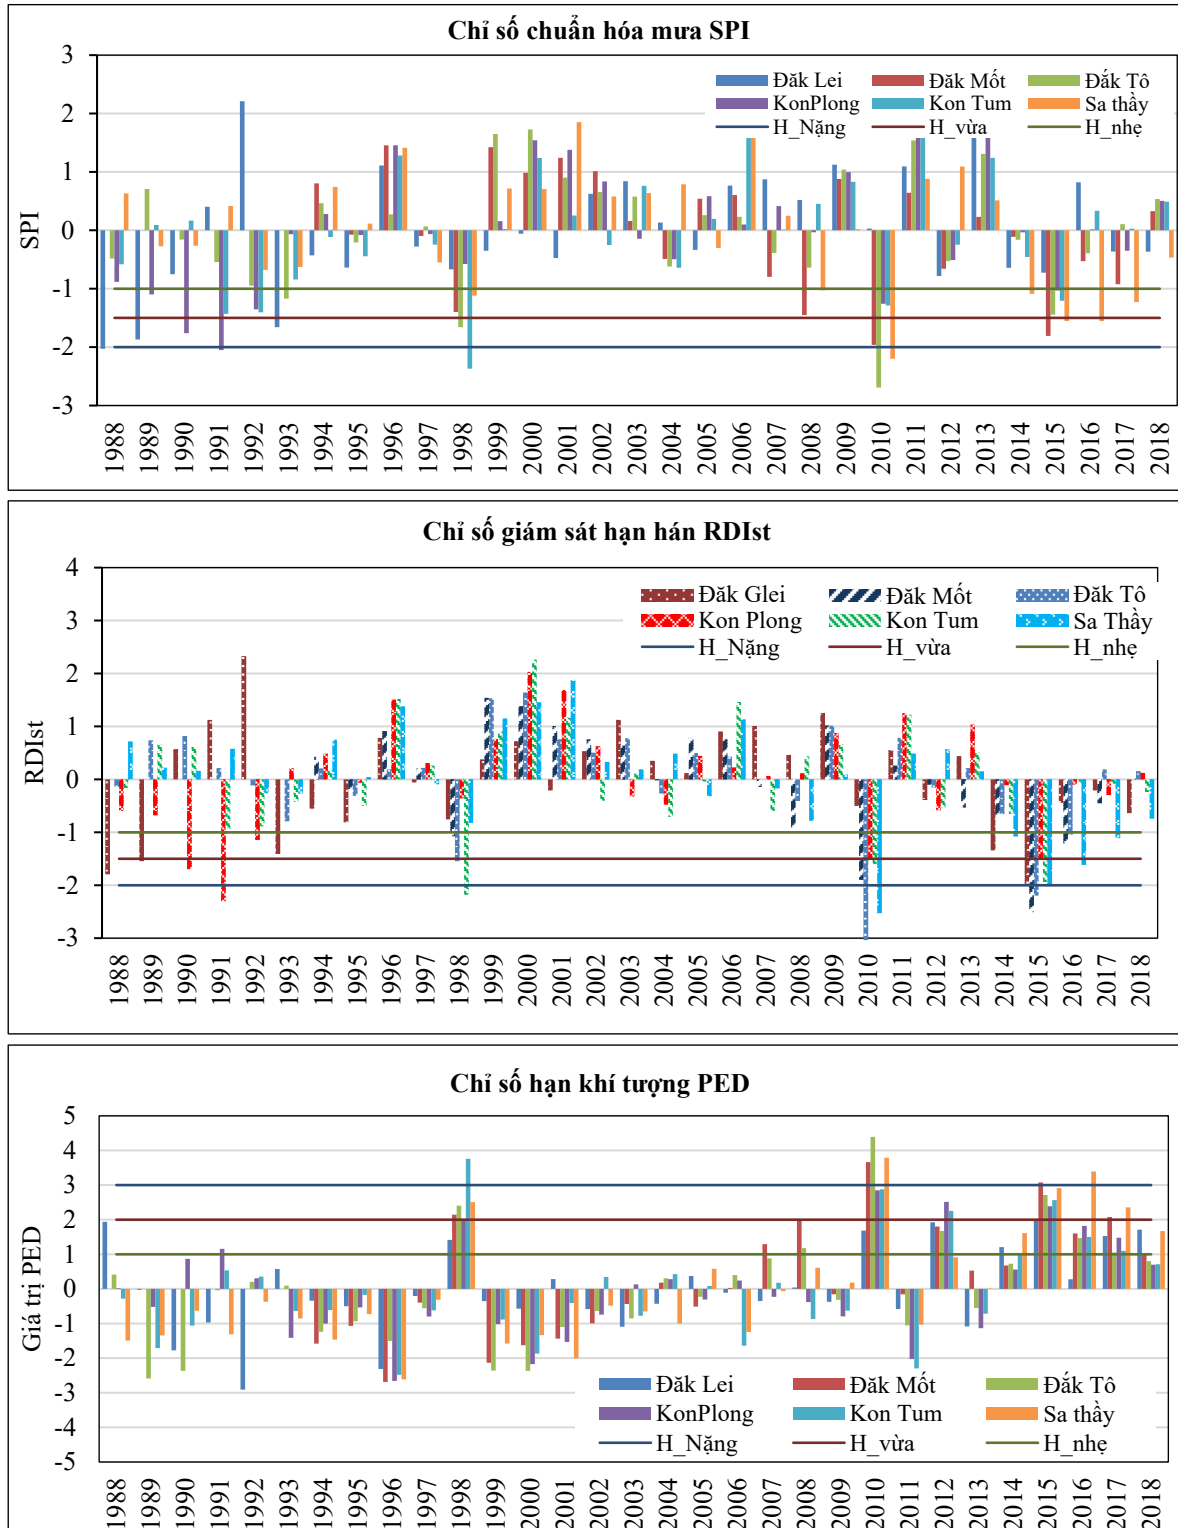 Chỉ số chuẩn hóa mưa SPI
3
2
1
0
-1
-2
-3
SPI
Đăk Lei Đăk Mốt Đắk Tô
KonPlong Kon Tum Sa thầy
H_Nặng H_vừa H_nhẹ
1988 1989 1990 1991 1992 1993 1994 1995 1996 1997 1998 1999 2000 2001 2002 2003 2004 2005 2006 2007 2008 2009 2010 2011 2012 2013 2014 2015 2016 2017 2018
Chỉ số giám sát hạn hán RDIst
4
3
2
1
0
-1
-2
-3
RDIst
Đăk Glei Đăk Mốt Đăk Tô
Kon Plong Kon Tum Sa Thầy
H_Nặng H_vừa H_nhẹ
1988 1989 1990 1991 1992 1993 1994 1995 1996 1997 1998 1999 2000 2001 2002 2003 2004 2005 2006 2007 2008 2009 2010 2011 2012 2013 2014 2015 2016 2017 2018
Chỉ số hạn khí tượng PED
5
4
3
2
1
0
-1
-2
-3
-4
-5
Giá trị PED
Đăk Lei Đăk Mốt Đắk Tô
KonPlong Kon Tum Sa thầy
H_Nặng H_vừa H_nhẹ
1988 1989 1990 1991 1992 1993 1994 1995 1996 1997 1998 1999 2000 2001 2002 2003 2004 2005 2006 2007 2008 2009 2010 2011 2012 2013 2014 2015 2016 2017 2018